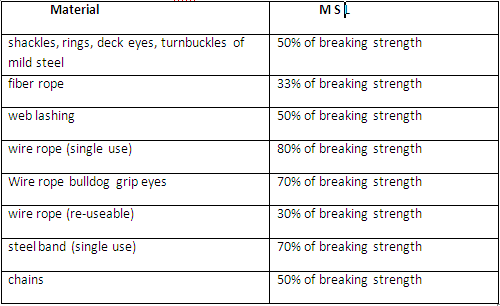 Material M S L
shackles, rings, deck eyes, turnbuckles of 50% of breaking strength
mild steel
fiber rope 33% of breaking strength
web lashing 50% of breaking strength
wire rope (single use) 80% of breaking strength
Wire rope bulldog grip eyes 70% of breaking strength
wire rope (re-useable) 30% of breaking strength
steel band (single use) 70% of breaking strength
chains 50% of breaking strength